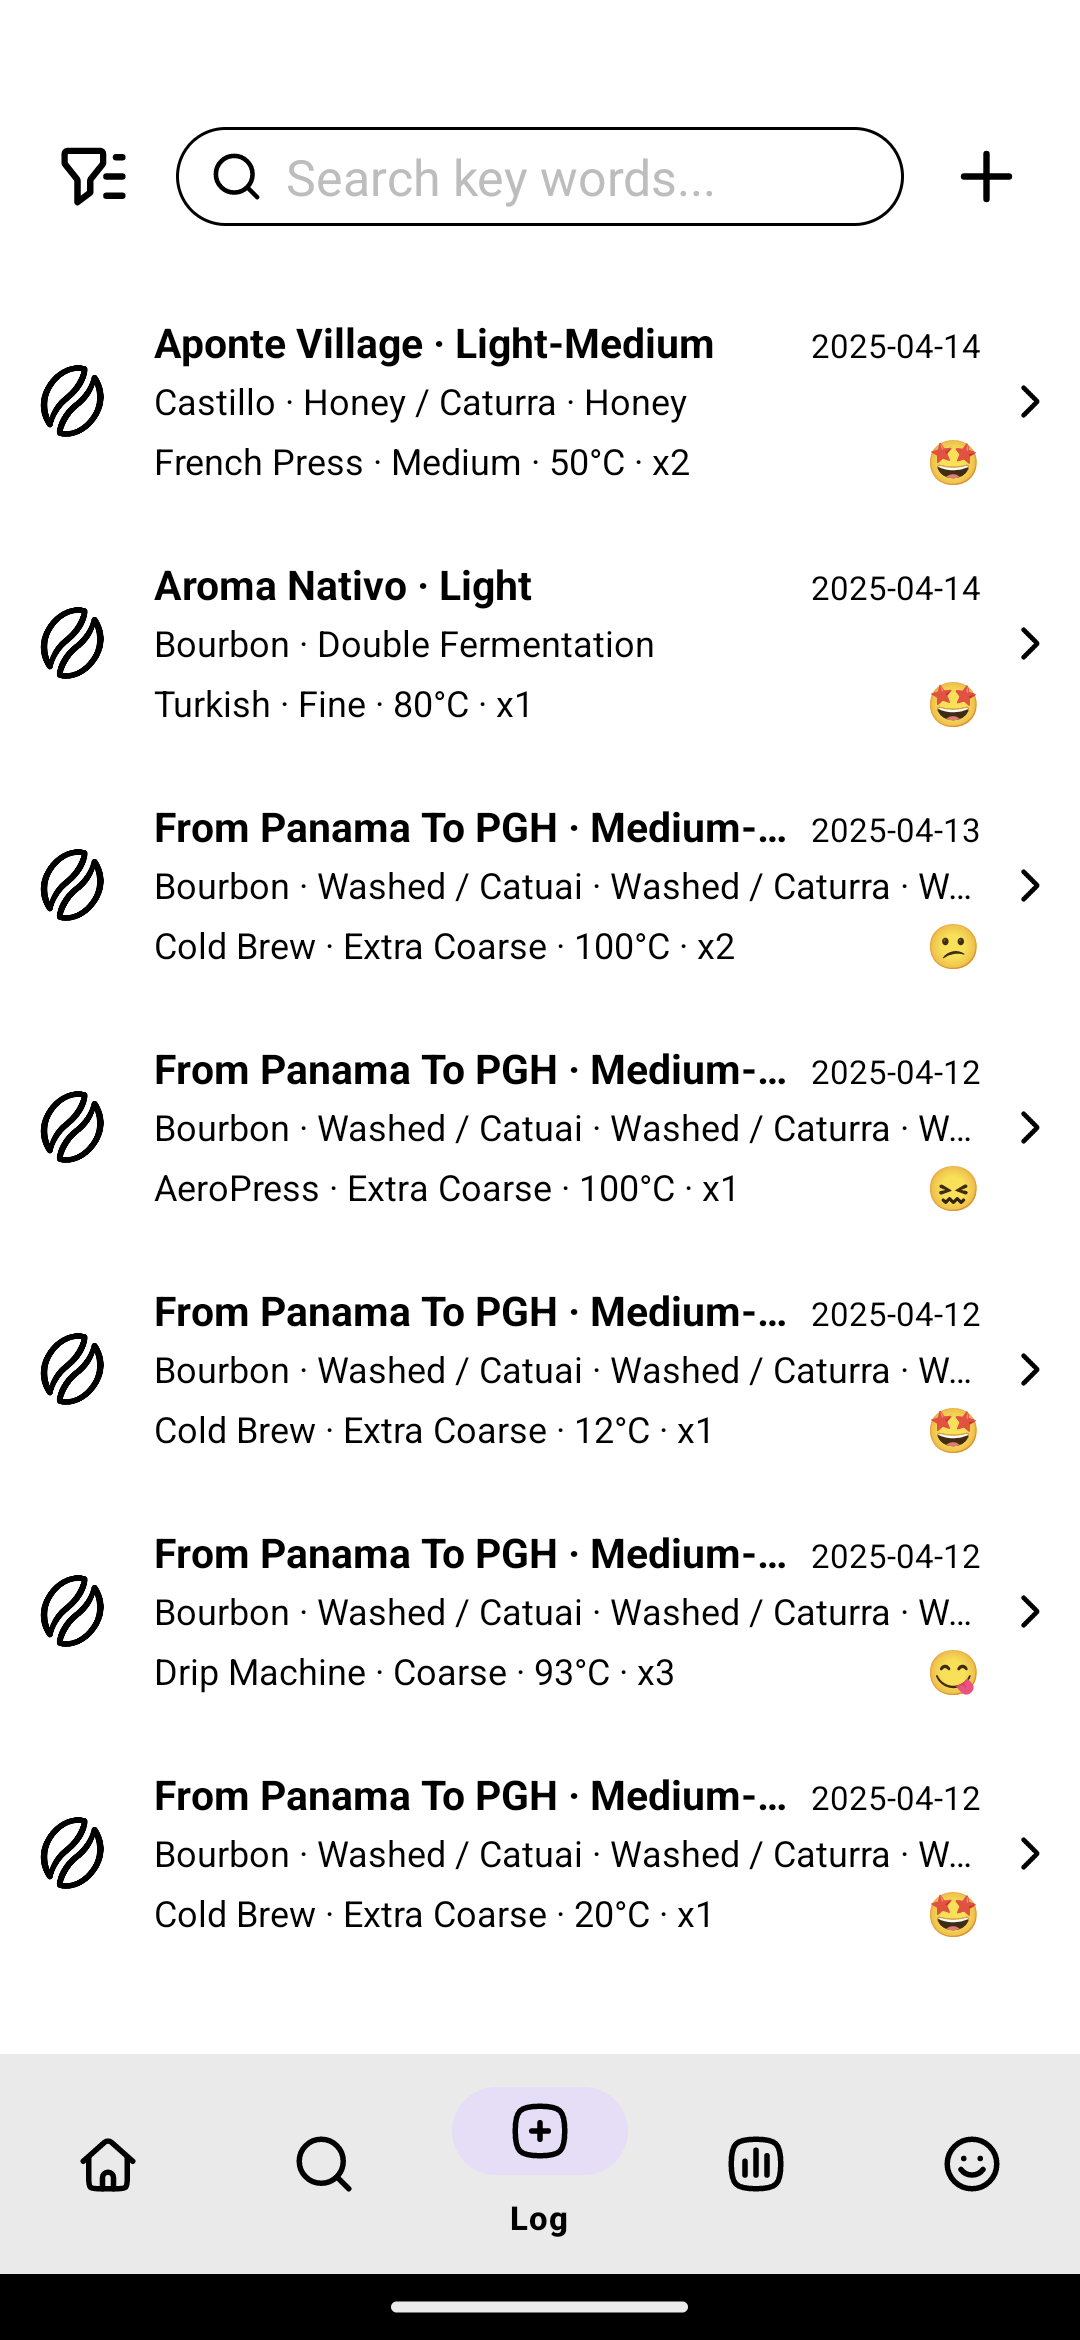 Search key words...
Aponte Village · Light-Medium 2025-04-14
Castillo · Honey / Caturra · Honey
French Press · Medium · 50°C · x2
Aroma Nativo · Light 2025-04-14
Bourbon · Double Fermentation
Turkish · Fine · 80°C · x1
From Panama To PGH · Medium-... 2025-04-13
Bourbon · Washed / Catuai · Washed / Caturra · W...
Cold Brew · Extra Coarse · 100°C · x2
From Panama To PGH · Medium-... 2025-04-12
Bourbon · Washed / Catuai · Washed / Caturra · W...
AeroPress · Extra Coarse · 100°C · x1
From Panama To PGH · Medium-... 2025-04-12
Bourbon · Washed / Catuai · Washed / Caturra · W...
Cold Brew · Extra Coarse · 12°C · x1
From Panama To PGH · Medium-... 2025-04-12
Bourbon · Washed / Catuai · Washed / Caturra · W...
Drip Machine · Coarse · 93°C · x3
From Panama To PGH · Medium-... 2025-04-12
Bourbon · Washed / Catuai · Washed / Caturra · W...
Cold Brew · Extra Coarse · 20°C · x1
Log